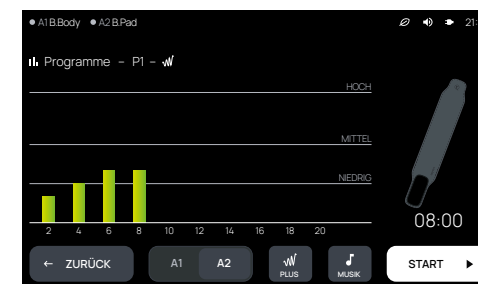 A1 B.Body A2 B.Pad 21:
Programme – P1 –
HOCH
MITTEL
NIEDRIG
2 4 6 8 10 12 14 16 18 20
08:00
← ZURÜCK A1 A2 PLUS MUSIK START